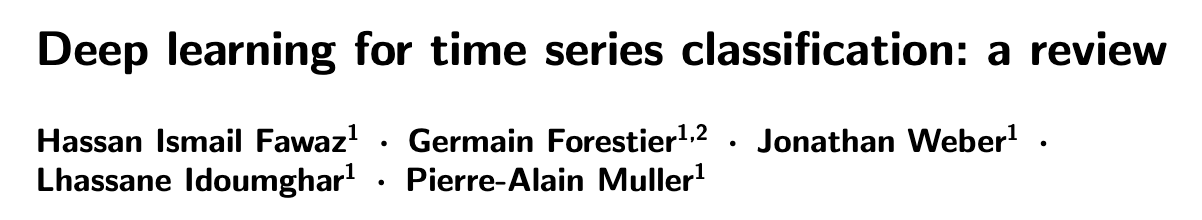 Deep learning for time series classification: a review
Hassan Ismail Fawaz¹ · Germain Forestier¹,² · Jonathan Weber¹ ·
Lhassane Idoumghar¹ · Pierre-Alain Muller¹